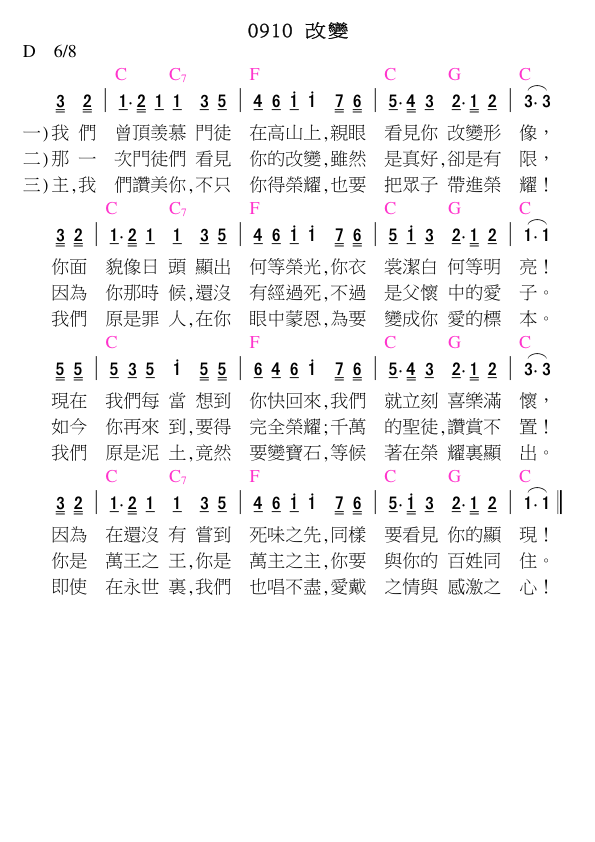 0910 改變
D 6/8
C C7 F C G C
3 2 | 1·2 1 1 3 5 | 4 6 i i 7 6 | 5·4 3 2·1 2 | 3·3
一)我 們 曾頂羡慕 門徒 在高山上,親眼 看見你 改變形 像，
二)那 一 次門徒們 看見 你的改變,雖然 是真好,卻是有 限，
三)主,我 們讚美你,不只 你得榮耀,也要 把眾子 帶進榮 耀！
C C7 F C G C
3 2 | 1·2 1 1 3 5 | 4 6 i i 7 6 | 5 i 3 2·1 2 | 1·1
你面 貌像日 頭 顯出 何等榮光,你衣 裳潔白 何等明 亮！
因為 你那時 候,還沒 有經過死,不過 是父懷 中的愛 子。
我們 原是罪 人,在你 眼中蒙恩,為要 變成你 愛的標 本。
C F C G C
5 5 | 5 3 5 i 5 5 | 6 4 6 i 7 6 | 5·4 3 2·1 2 | 3·3
現在 我們每 當 想到 你快回來,我們 就立刻 喜樂滿 懷，
如今 你再來 到,要得 完全榮耀;千萬 的聖徒,讚賞不 置！
我們 原是泥 土,竟然 要變寶石,等候 著在榮 耀裏顯 出。
C C7 F C G C
3 2 | 1·2 1 1 3 5 | 4 6 i i 7 6 | 5·i 3 2·1 2 | 1·1
因為 在還沒 有 嘗到 死味之先,同樣 要看見 你的顯 現！
你是 萬王之 王,你是 萬主之主,你要 與你的 百姓同 住。
即使 在永世 裏,我們 也唱不盡,愛戴 之情與 感激之 心！